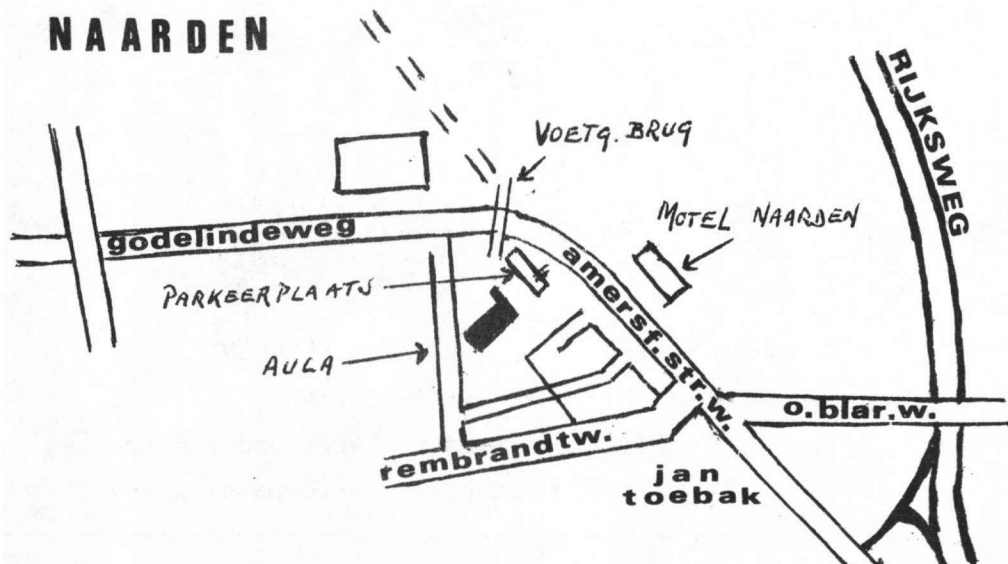 NAARDEN
RIJKSWEG
VOETG. BRUG
MOTEL NAARDEN
godelindeweg
PARKEERPLAATS
amersf.str.w.
AULA
o.blar.w.
rembrandtw.
jan
toebak